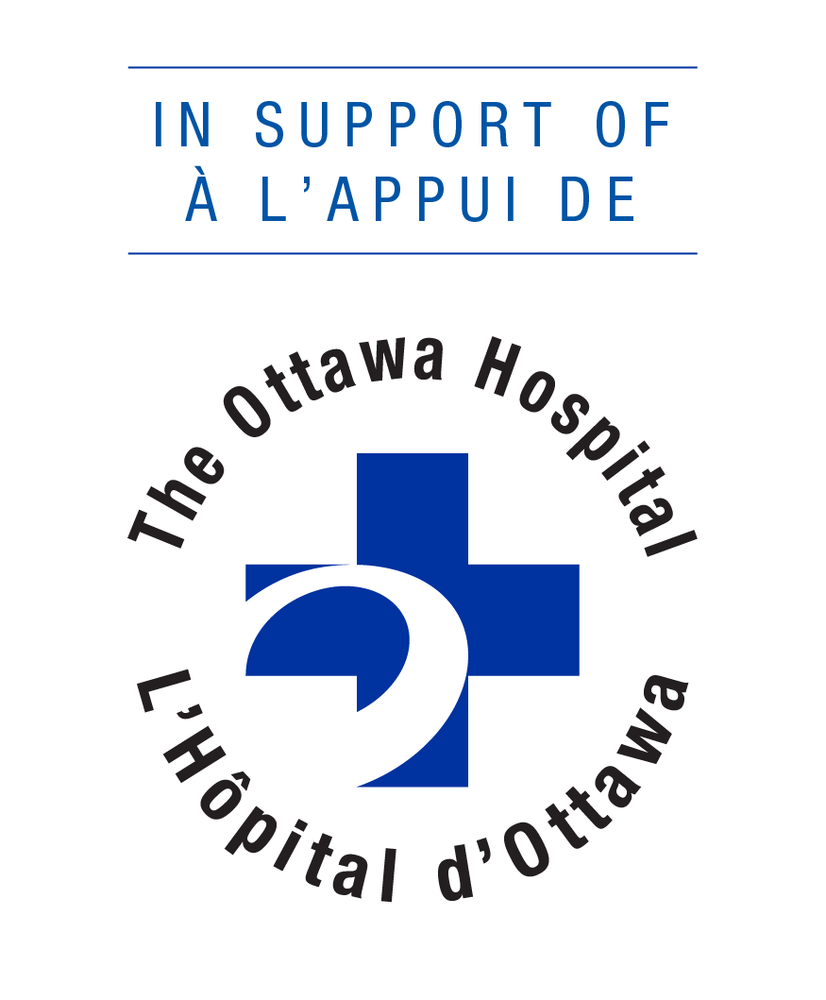 IN SUPPORT OF
À L’APPUI DE
The Ottawa Hospital
L’Hôpital d’Ottawa